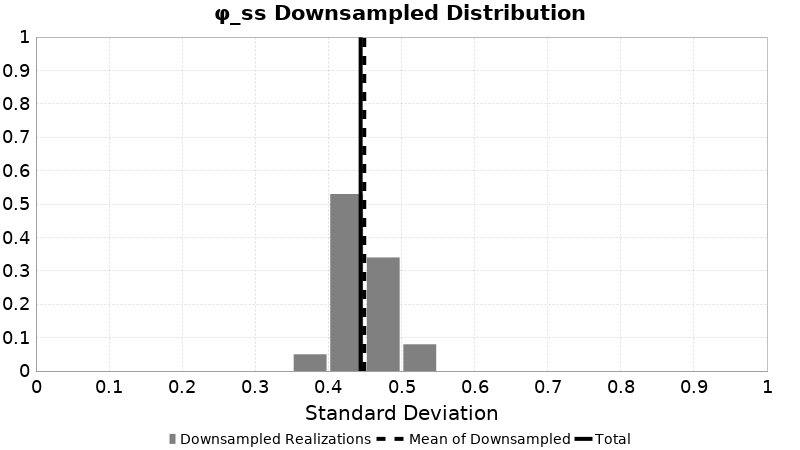 φ_ss Downsampled Distribution
1
0.9
0.8
0.7
0.6
0.5
0.4
0.3
0.2
0.1
0
0 0.1 0.2 0.3 0.4 0.5 0.6 0.7 0.8 0.9 1
Standard Deviation
Downsampled Realizations Mean of Downsampled Total